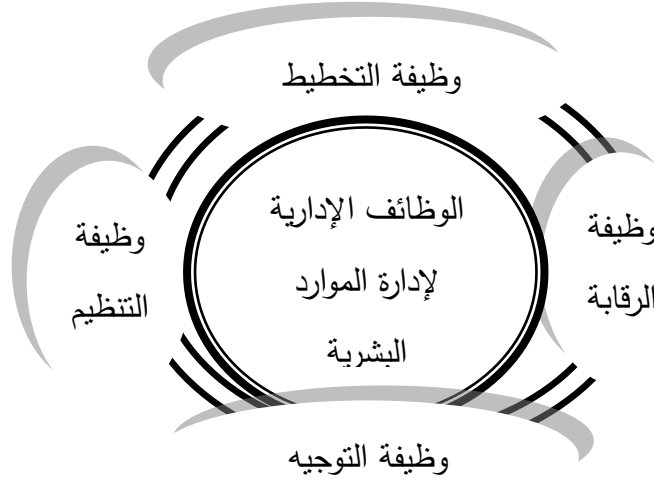 وظيفة التخطيط
الوظائف الإدارية
لإدارة الموارد
البشرية
وظيفة
الرقابة
وظيفة
التنظيم
وظيفة التوجيه